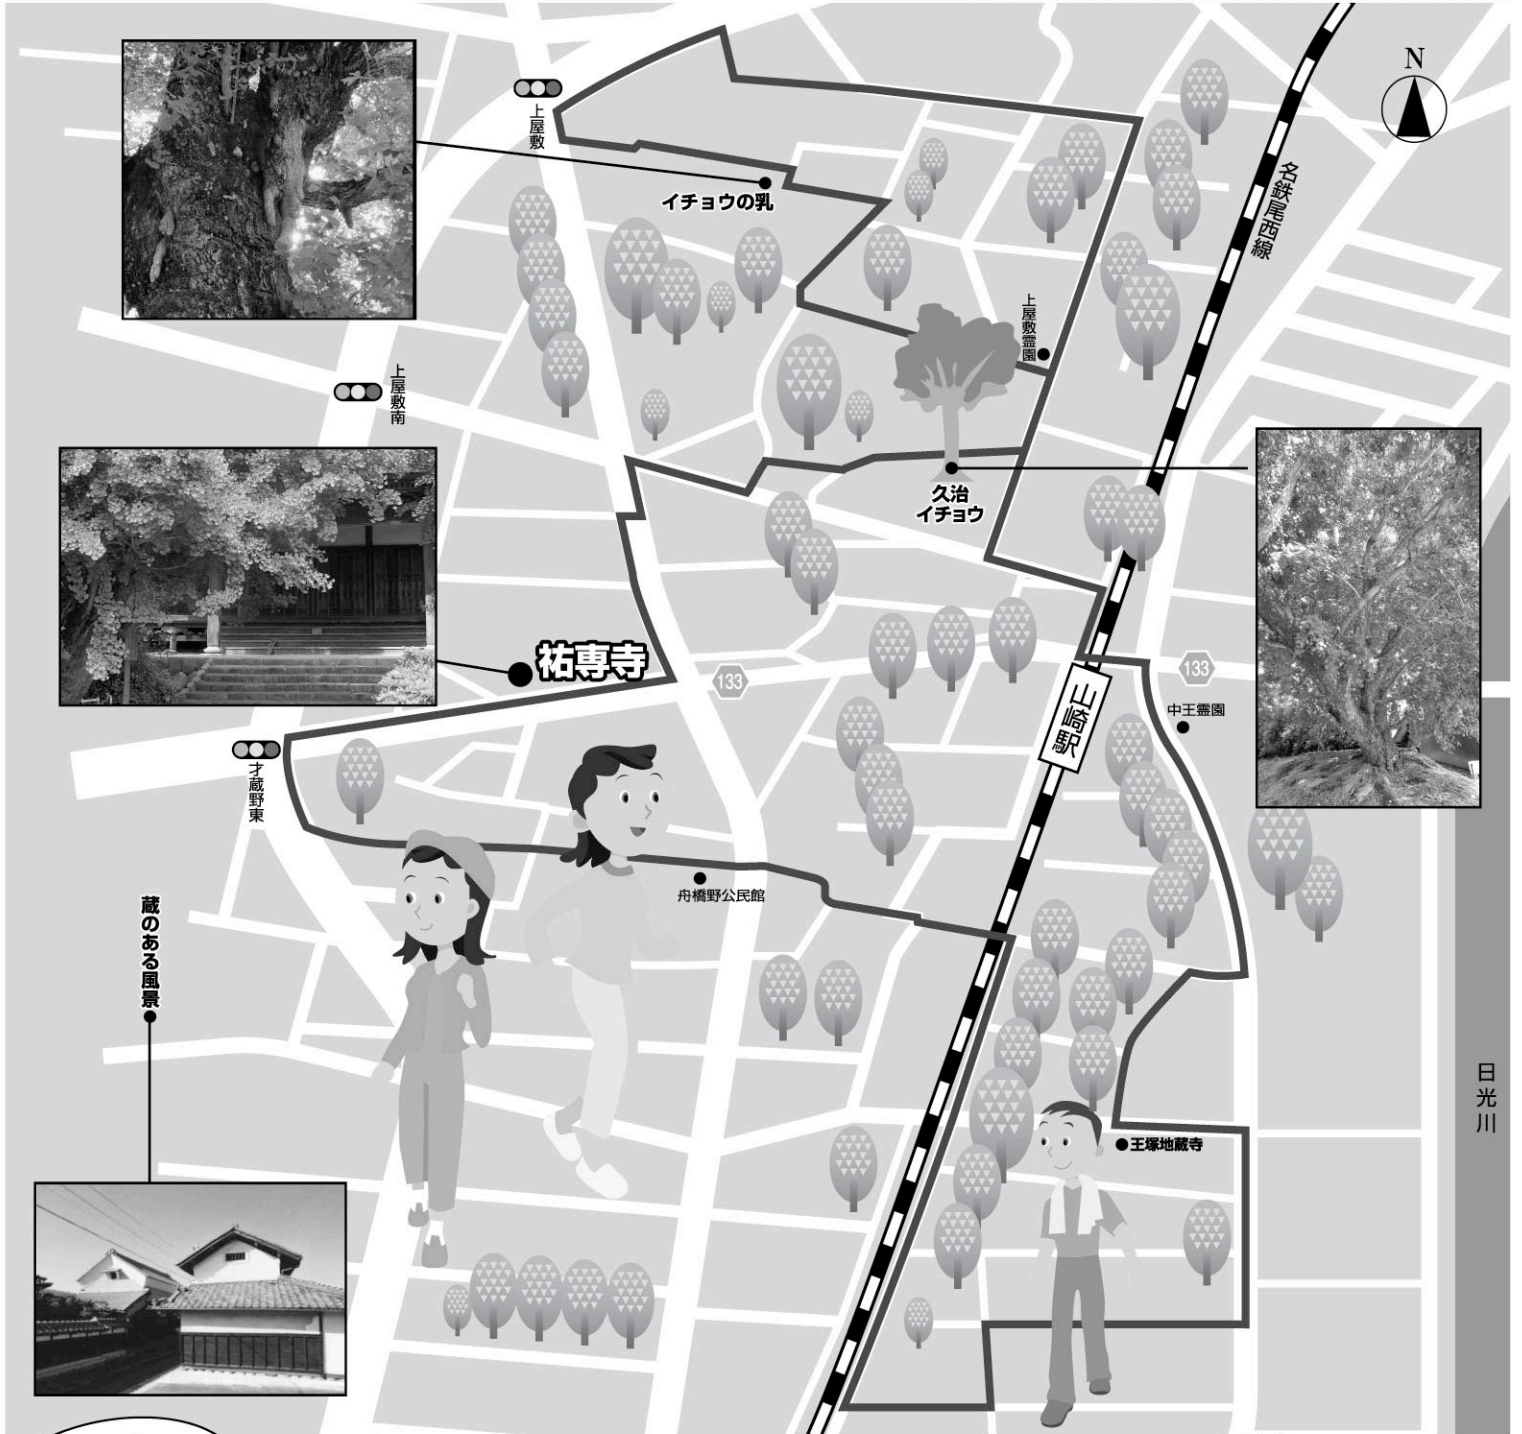 N
上屋敷
名鉄尾西線
イチョウの乳
上屋敷霊園
上屋敷南
久治
イチョウ
祐専寺
133
133
山崎駅
中王霊園
才蔵野東
舟橋野公民館
蔵のある風景
日光川
王塚地蔵寺